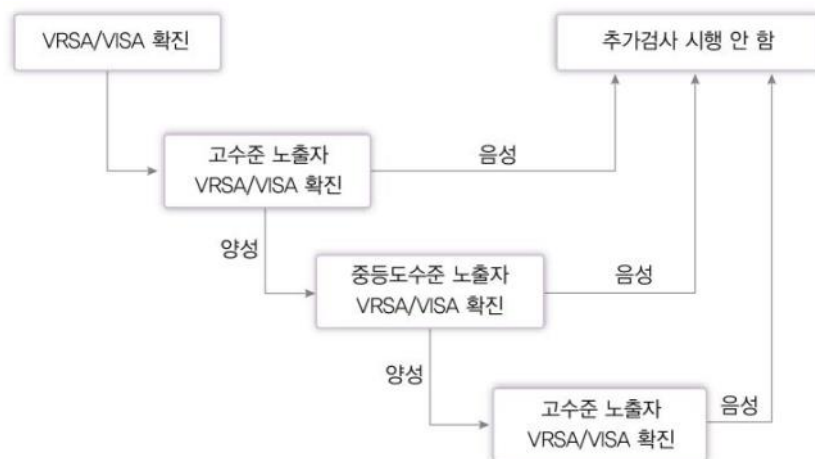 VRSA/VISA 확진
추가검사 시행 안 함
고수준 노출자
VRSA/VISA 확진
음성
양성
중등도수준 노출자
VRSA/VISA 확진
음성
양성
고수준 노출자
VRSA/VISA 확진
음성